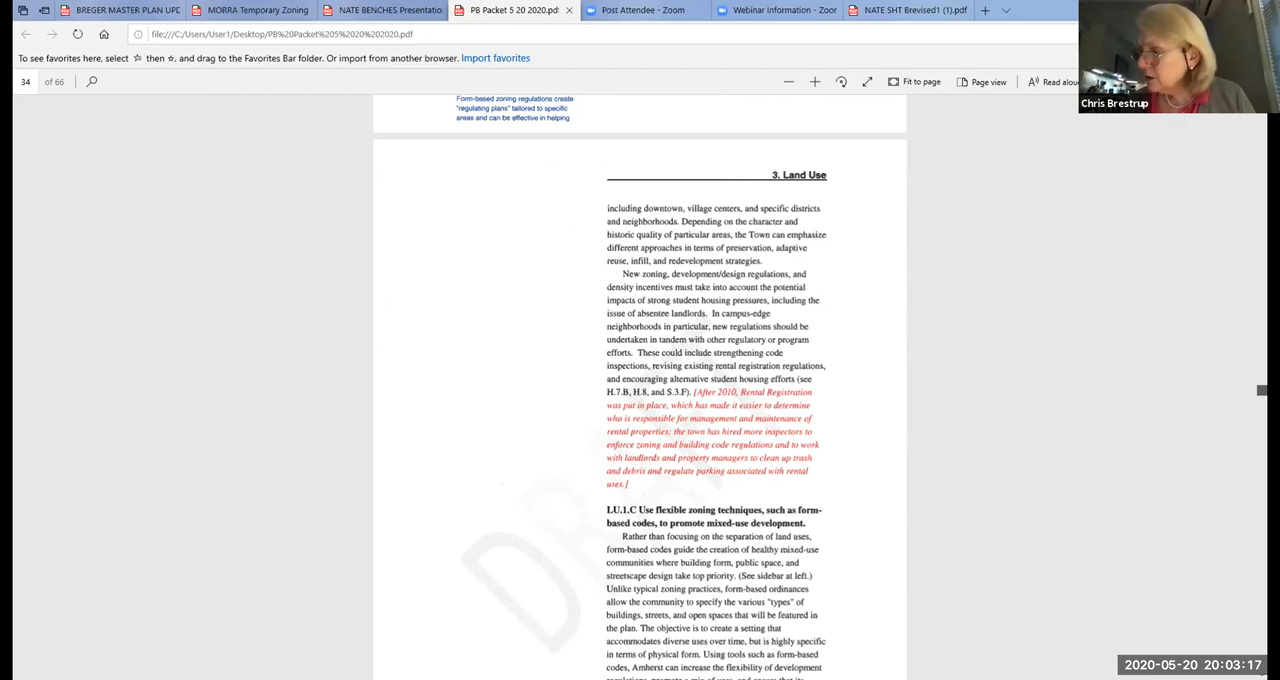 BREGER MASTER PLAN UPD
MORRA Temporary Zoning
NATE BENCHES Presentatio
PB Packet 5 20 2020.pdf
Post Attendee - Zoom
Webinar Information - Zoor
NATE SHT Brevised1 (1).pdf
file:///C:/Users/User1/Desktop/PB%20Packet%205%2020%202020.pdf
To see favorites here, select ☆ then ☆, and drag to the Favorites Bar folder. Or import from another browser. Import favorites
34 of 66
Fit to page
Page view
Read alou
Chris Brestrup
Form-based zoning regulations create
"regulating plans" tailored to specific
areas and can be effective in helping
3. Land Use
including downtown, village centers, and specific districts
and neighborhoods. Depending on the character and
historic quality of particular areas, the Town can emphasize
different approaches in terms of preservation, adaptive
reuse, infill, and redevelopment strategies.
New zoning, development/design regulations, and
density incentives must take into account the potential
impacts of strong student housing pressures, including the
issue of absentee landlords. In campus-edge
neighborhoods in particular, new regulations should be
undertaken in tandem with other regulatory or program
efforts. These could include strengthening code
inspections, revising existing rental registration regulations,
and encouraging alternative student housing efforts (see
H.7.B, H.8, and S.3.F). [After 2010, Rental Registration
was put in place, which has made it easier to determine
who is responsible for management and maintenance of
rental properties; the town has hired more inspectors to
enforce zoning and building code regulations and to work
with landlords and property managers to clean up trash
and debris and regulate parking associated with rental
uses.]
LU.1.C Use flexible zoning techniques, such as form-
based codes, to promote mixed-use development.
Rather than focusing on the separation of land uses,
form-based codes guide the creation of healthy mixed-use
communities where building form, public space, and
streetscape design take top priority. (See sidebar at left.)
Unlike typical zoning practices, form-based ordinances
allow the community to specify the various "types" of
buildings, streets, and open spaces that will be featured in
the plan. The objective is to create a setting that
accommodates diverse uses over time, but is highly specific
in terms of physical form. Using tools such as form-based
codes, Amherst can increase the flexibility of development
DRAFT
2020-05-20 20:03:17